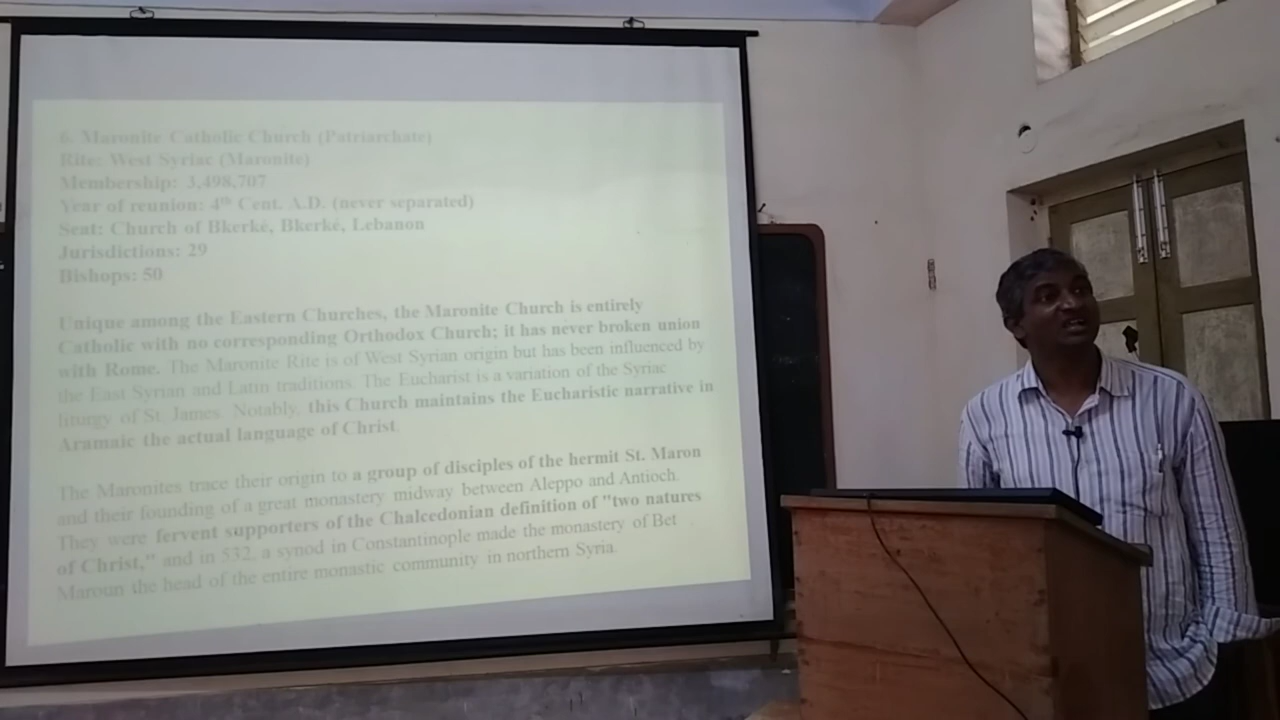 6. Maronite Catholic Church (Patriarchate)
Rite: West Syriac (Maronite)
Membership: 3,498,707
Year of reunion: 4th Cent. A.D. (never separated)
Seat: Church of Bkerké, Bkerké, Lebanon
Jurisdictions: 29
Bishops: 50
Unique among the Eastern Churches, the Maronite Church is entirely
Catholic with no corresponding Orthodox Church; it has never broken union
with Rome. The Maronite Rite is of West Syrian origin but has been influenced by
the East Syrian and Latin traditions. The Eucharist is a variation of the Syriac
liturgy of St. James. Notably, this Church maintains the Eucharistic narrative in
Aramaic the actual language of Christ.
The Maronites trace their origin to a group of disciples of the hermit St. Maron
and their founding of a great monastery midway between Aleppo and Antioch.
They were fervent supporters of the Chalcedonian definition of "two natures
of Christ," and in 532, a synod in Constantinople made the monastery of Bet
Maroun the head of the entire monastic community in northern Syria.